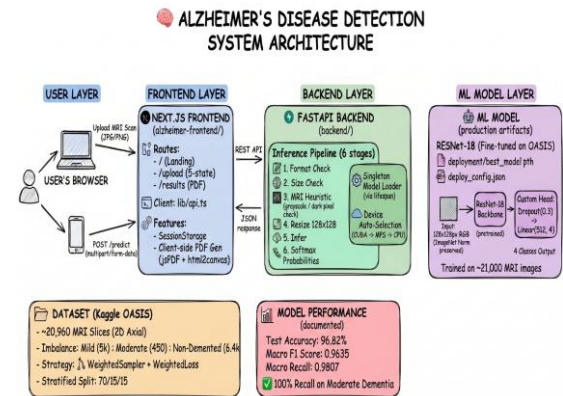 ALZHEIMER'S DISEASE DETECTION
SYSTEM ARCHITECTURE
USER LAYER
Upload MRI Scan
(JPG/PNG)
USER'S BROWSER
POST /predict
(multipart/form-data)
FRONTEND LAYER
NEXT.JS FRONTEND
(alzheimer-frontend/)
Routes:
- / (Landing)
- /upload (5-state)
- /results (PDF)
Client: lib/api.ts
Features:
- SessionStorage
- Client-side PDF Gen
(jsPDF + html2canvas)
REST API
JSON
response
BACKEND LAYER
FASTAPI BACKEND
(backend/)
Inference Pipeline (6 stages)
1. Format Check
2. Size Check
3. MRI Heuristic
(grayscale / dark pixel
check)
4. Resize 128x128
5. Infer
6. Softmax
Probabilities
Singleton
Model Loader
(via lifespan)
Device
Auto-Selection
(CUDA -> MPS -> CPU)
ML MODEL LAYER
ML MODEL
(production artifacts)
RESNet-18 (Fine-tuned on OASIS)
deployment/best_model pth
deploy_config.json
Input:
128x128px RGB
(ImageNet Norm
preserved)
ResNet-18
Backbone
(pretrained)
Custom Head:
Dropout(0.3)
->
Linear(512, 4)
4 Classes Output
Trained on ~21,000 MRI images
DATASET (Kaggle OASIS)
- ~20,960 MRI Slices (2D Axial)
- Imbalance: Mild (5k) : Moderate (450) : Non-Demented (6.4k
- Strategy: WeightedSampler + WeightedLoss
- Stratified Split: 70/15/15
MODEL PERFORMANCE
(documented)
Test Accuracy: 96.82%
Macro F1 Score: 0.9635
Macro Recall: 0.9807
100% Recall on Moderate Dementia